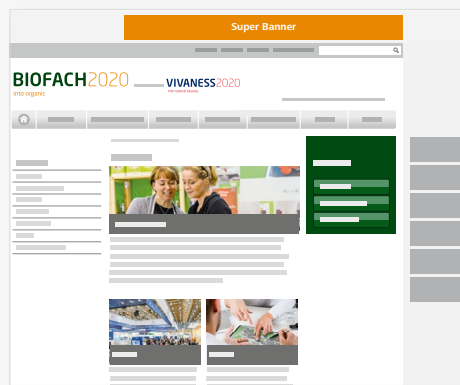 Super Banner
BIOFACH2020
into organic
VIVANESS2020
into natural beauty